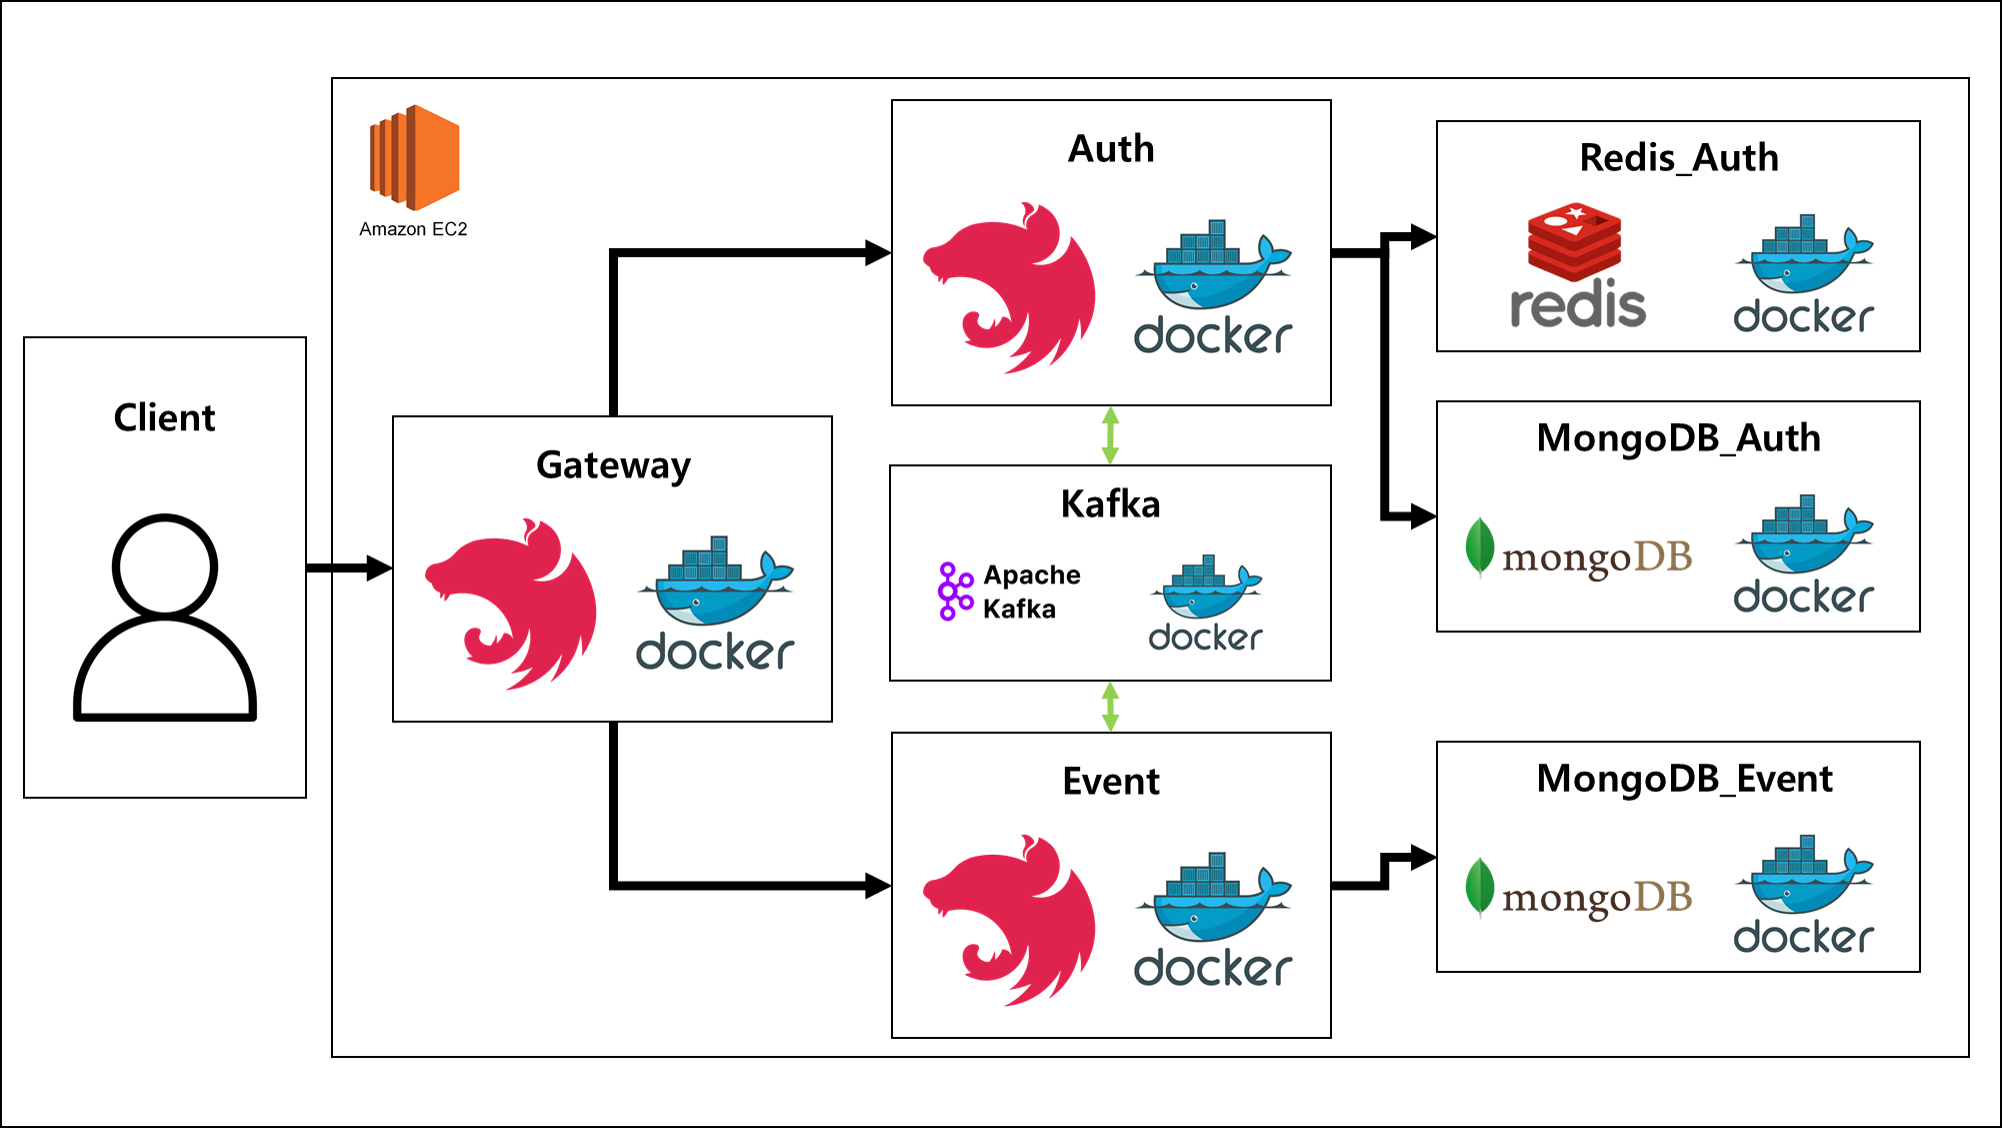 Amazon EC2
Client
Gateway
docker
Auth
docker
Kafka
Apache
Kafka
docker
Event
docker
Redis_Auth
redis
docker
MongoDB_Auth
mongoDB
docker
MongoDB_Event
mongoDB
docker